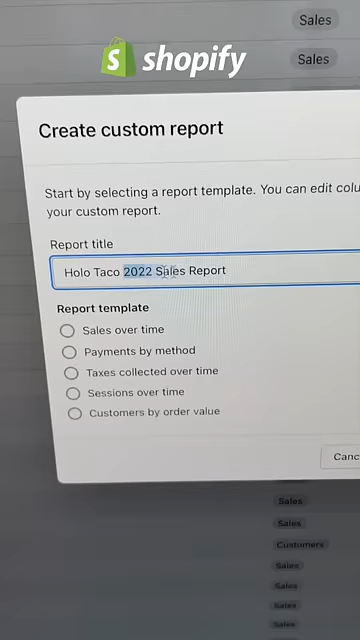 Sales
shopify
Sales
Create custom report
Start by selecting a report template. You can edit colu
your custom report.
Report title
Holo Taco 2022 Sales Report
Report template
Sales over time
Payments by method
Taxes collected over time
Sessions over time
Customers by order value
Canc
Sales
Sales
Customers
Sales
Sales
Sales
Sales